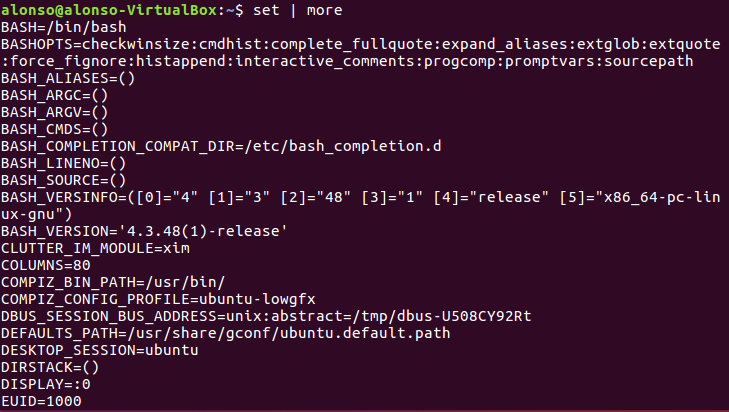 alonso@alonso-VirtualBox:~$ set | more
BASH=/bin/bash
BASHOPTS=checkwinsize:cmdhist:complete_fullquote:expand_aliases:extglob:extquote
:force_fignore:histappend:interactive_comments:progcomp:promptvars:sourcepath
BASH_ALIASES=()
BASH_ARGC=()
BASH_ARGV=()
BASH_CMDS=()
BASH_COMPLETION_COMPAT_DIR=/etc/bash_completion.d
BASH_LINENO=()
BASH_SOURCE=()
BASH_VERSINFO=([0]="4" [1]="3" [2]="48" [3]="1" [4]="release" [5]="x86_64-pc-lin
ux-gnu")
BASH_VERSION='4.3.48(1)-release'
CLUTTER_IM_MODULE=xim
COLUMNS=80
COMPIZ_BIN_PATH=/usr/bin/
COMPIZ_CONFIG_PROFILE=ubuntu-lowgfx
DBUS_SESSION_BUS_ADDRESS=unix:abstract=/tmp/dbus-U508CY92Rt
DEFAULTS_PATH=/usr/share/gconf/ubuntu.default.path
DESKTOP_SESSION=ubuntu
DIRSTACK=()
DISPLAY=:0
EUID=1000